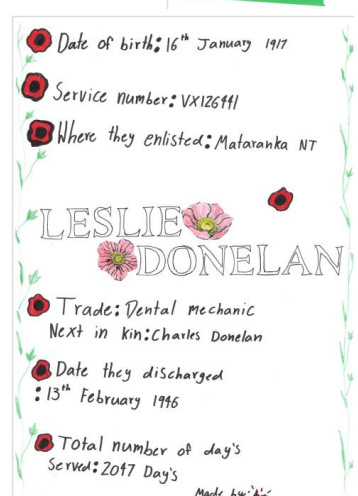 Date of birth: 16th January 1917
Service number: VX126441
Where they enlisted: Mataranka NT
LESLIE
DONELAN
Trade: Dental mechanic
Next in kin: Charles Donelan
Date they discharged
: 13th February 1946
Total number of day's
Served: 2047 Day's
Made by: